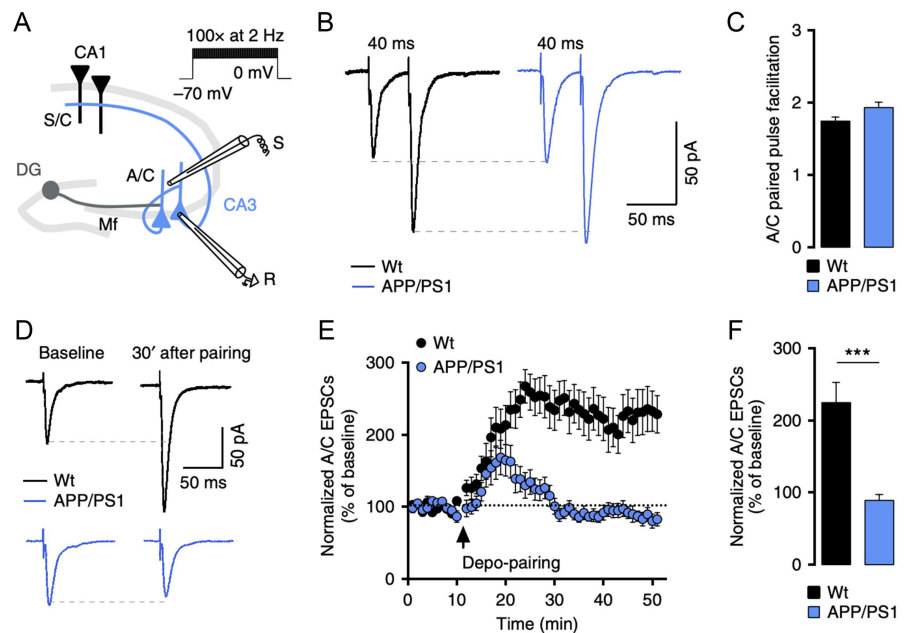 A
100× at 2 Hz
0 mV
−70 mV
CA1
S/C
S
DG
A/C
CA3
Mf
R
B
40 ms
40 ms
50 pA
50 ms
Wt
APP/PS1
C
A/C paired pulse facilitation
3
2
1
0
Wt
APP/PS1
D
Baseline
30′ after pairing
50 pA
50 ms
Wt
APP/PS1
E
Wt
APP/PS1
Normalized A/C EPSCs
(% of baseline)
300
200
100
0
Depo-pairing
0
10
20
30
40
50
Time (min)
F
Normalized A/C EPSCs
(% of baseline)
300
200
100
0
***
Wt
APP/PS1